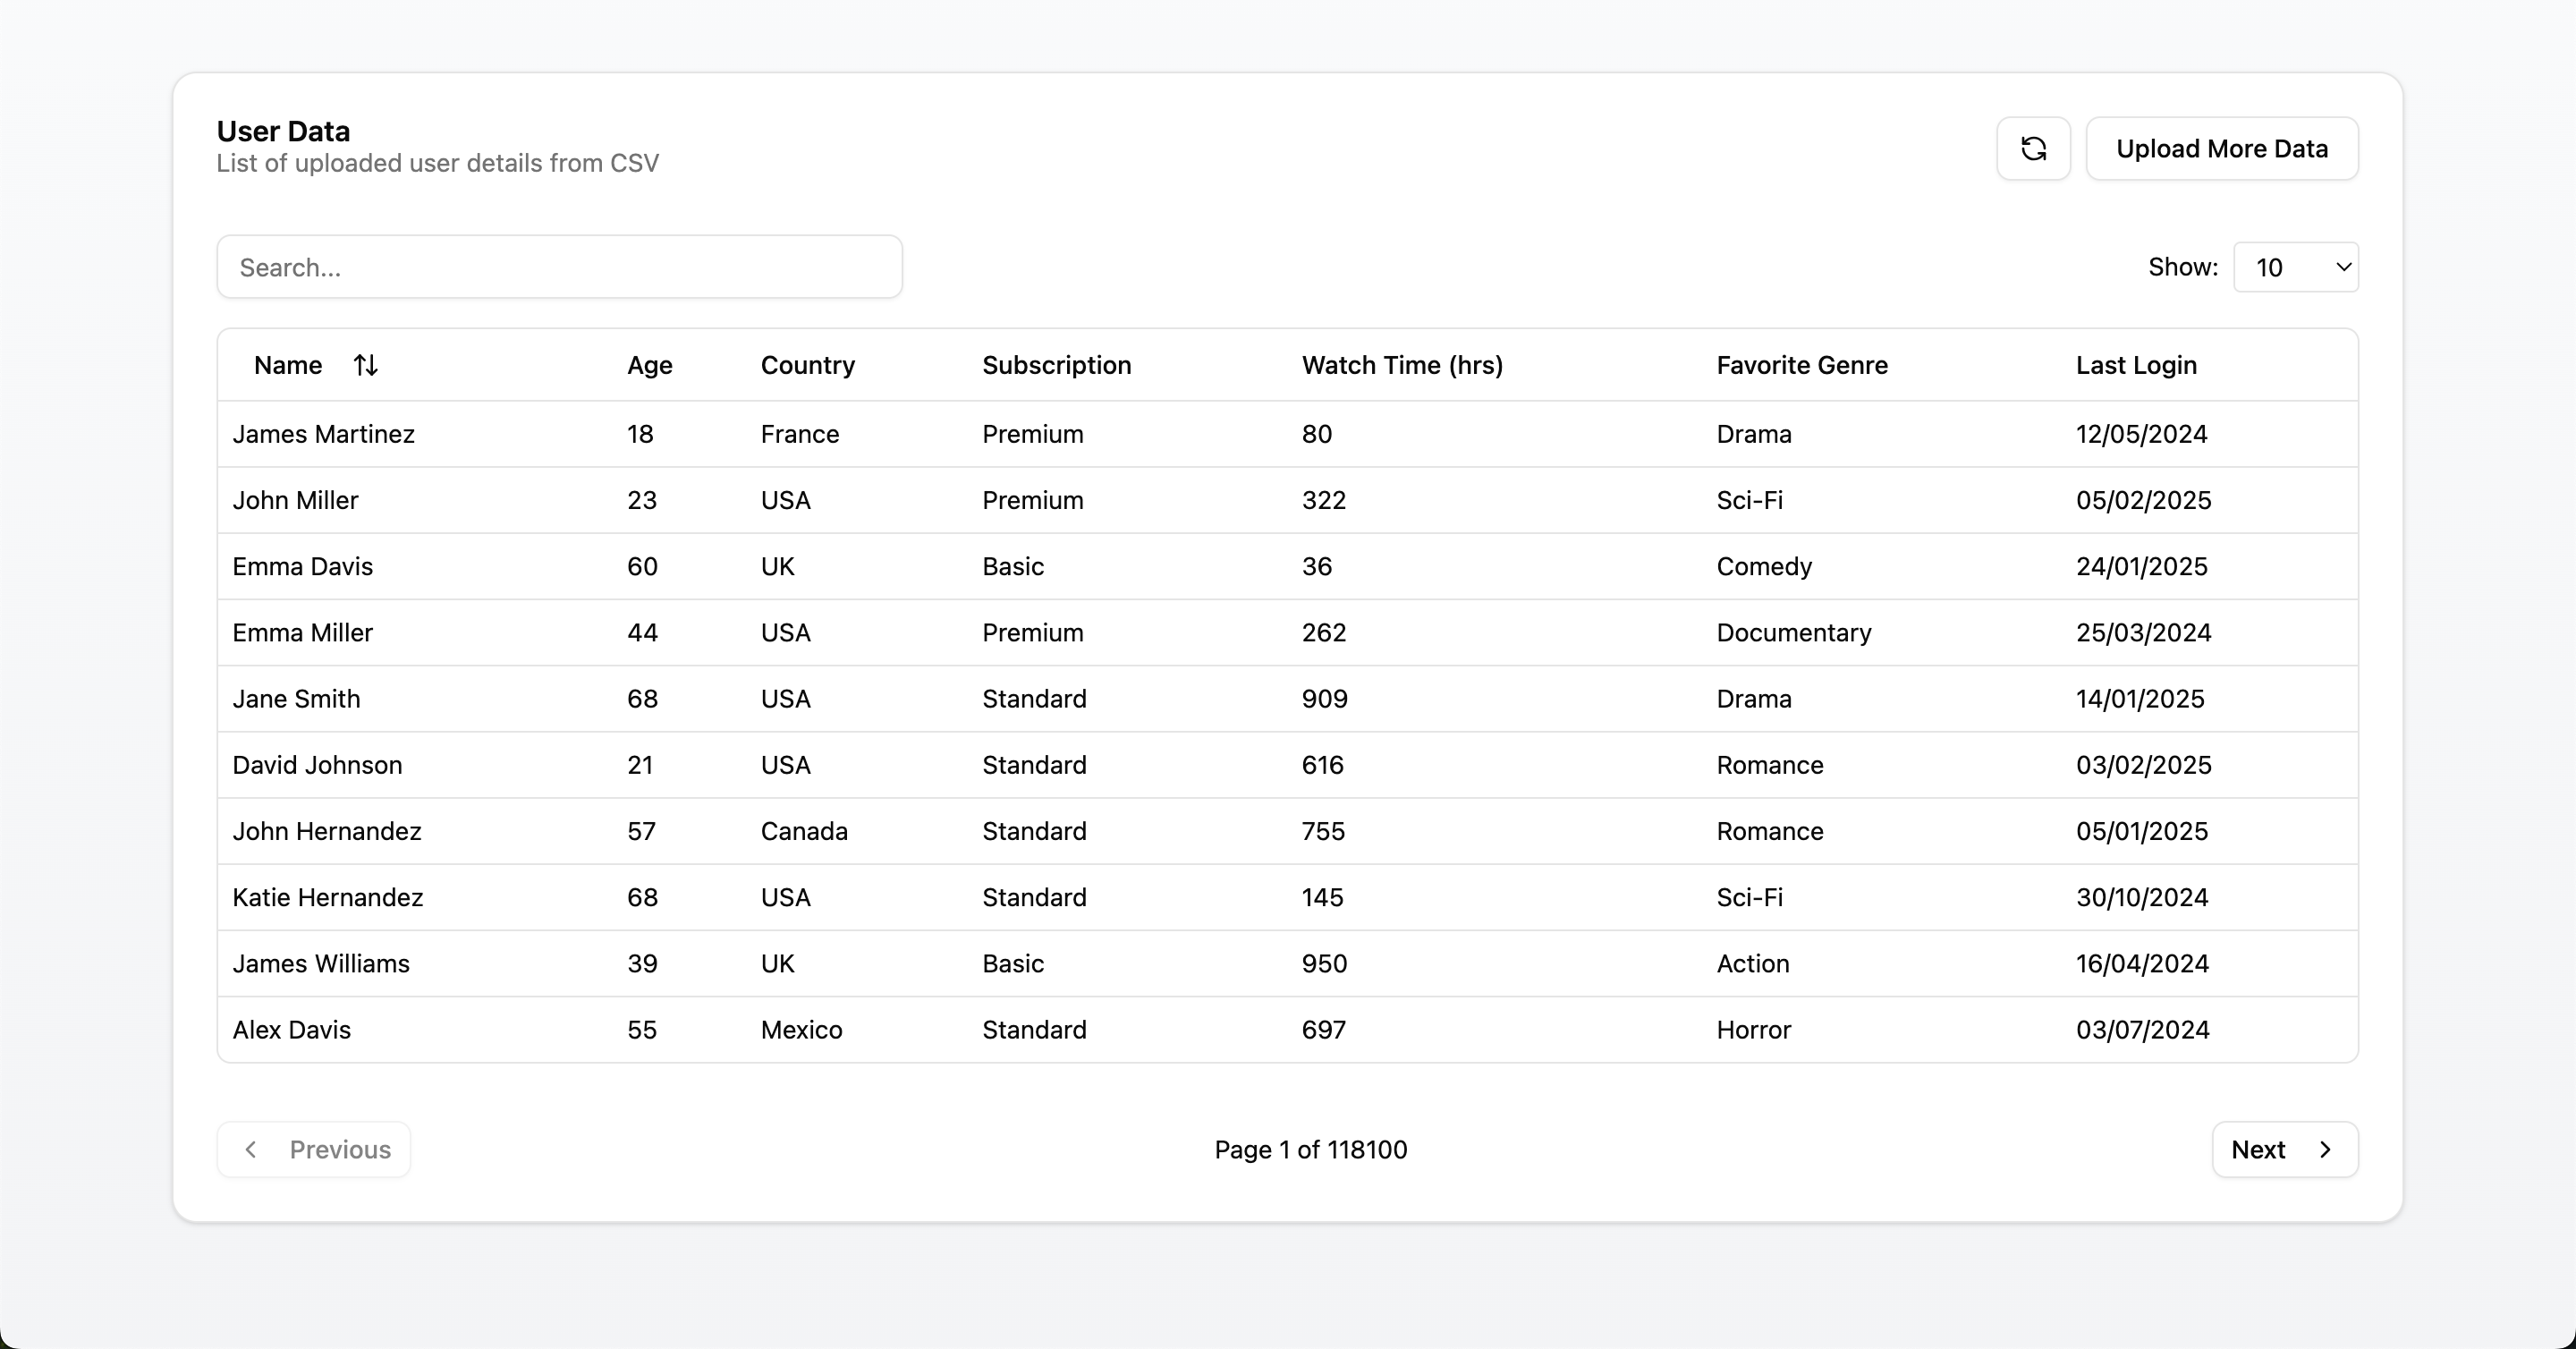 User Data
List of uploaded user details from CSV
Upload More Data
Search...
Show: 10
Name Age Country Subscription Watch Time (hrs) Favorite Genre Last Login
James Martinez 18 France Premium 80 Drama 12/05/2024
John Miller 23 USA Premium 322 Sci-Fi 05/02/2025
Emma Davis 60 UK Basic 36 Comedy 24/01/2025
Emma Miller 44 USA Premium 262 Documentary 25/03/2024
Jane Smith 68 USA Standard 909 Drama 14/01/2025
David Johnson 21 USA Standard 616 Romance 03/02/2025
John Hernandez 57 Canada Standard 755 Romance 05/01/2025
Katie Hernandez 68 USA Standard 145 Sci-Fi 30/10/2024
James Williams 39 UK Basic 950 Action 16/04/2024
Alex Davis 55 Mexico Standard 697 Horror 03/07/2024
Previous Page 1 of 118100 Next